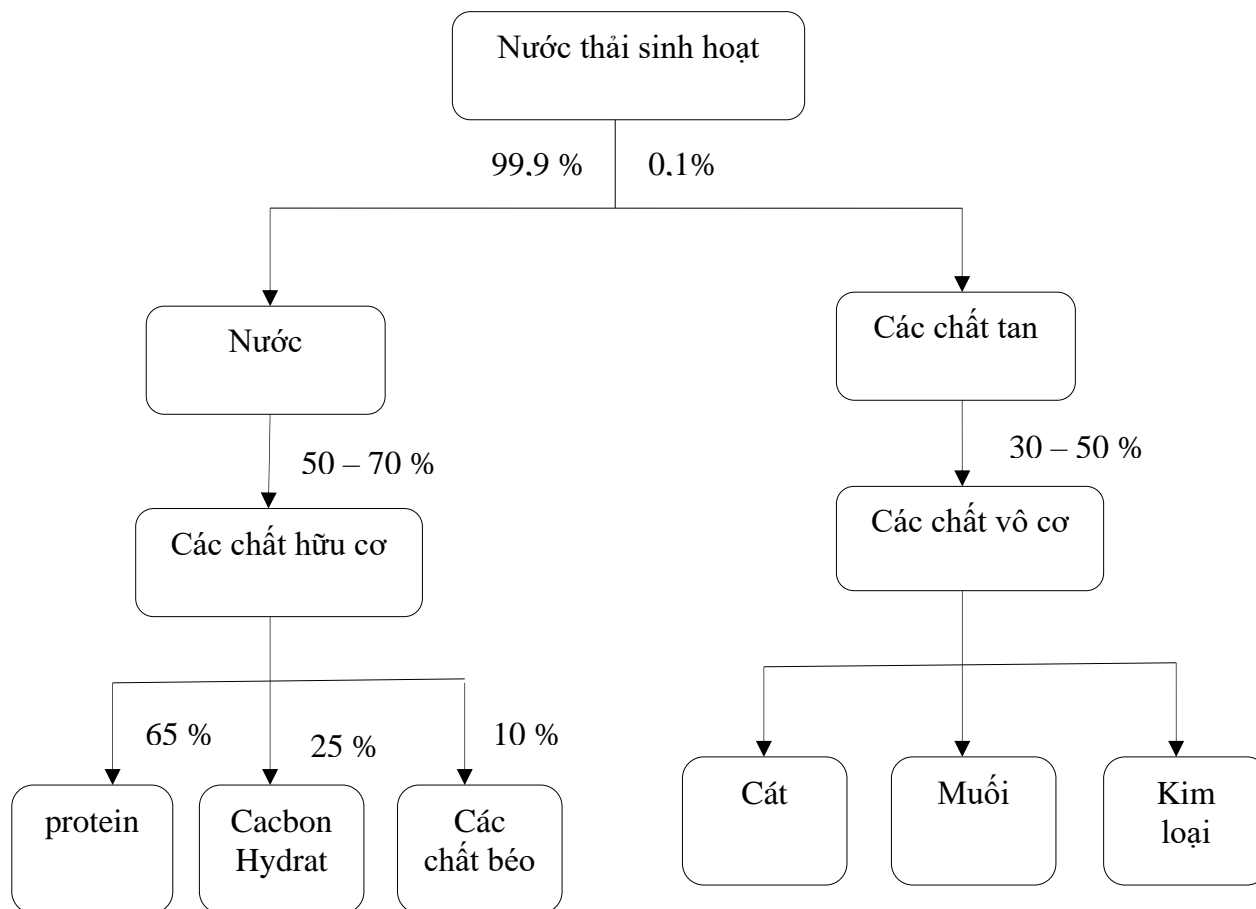 Nước thải sinh hoạt
99,9 %
0,1%
Nước
Các chất tan
50 – 70 %
30 – 50 %
Các chất hữu cơ
Các chất vô cơ
65 %
25 %
10 %
protein
Cacbon
Hydrat
Các
chất béo
Cát
Muối
Kim
loại